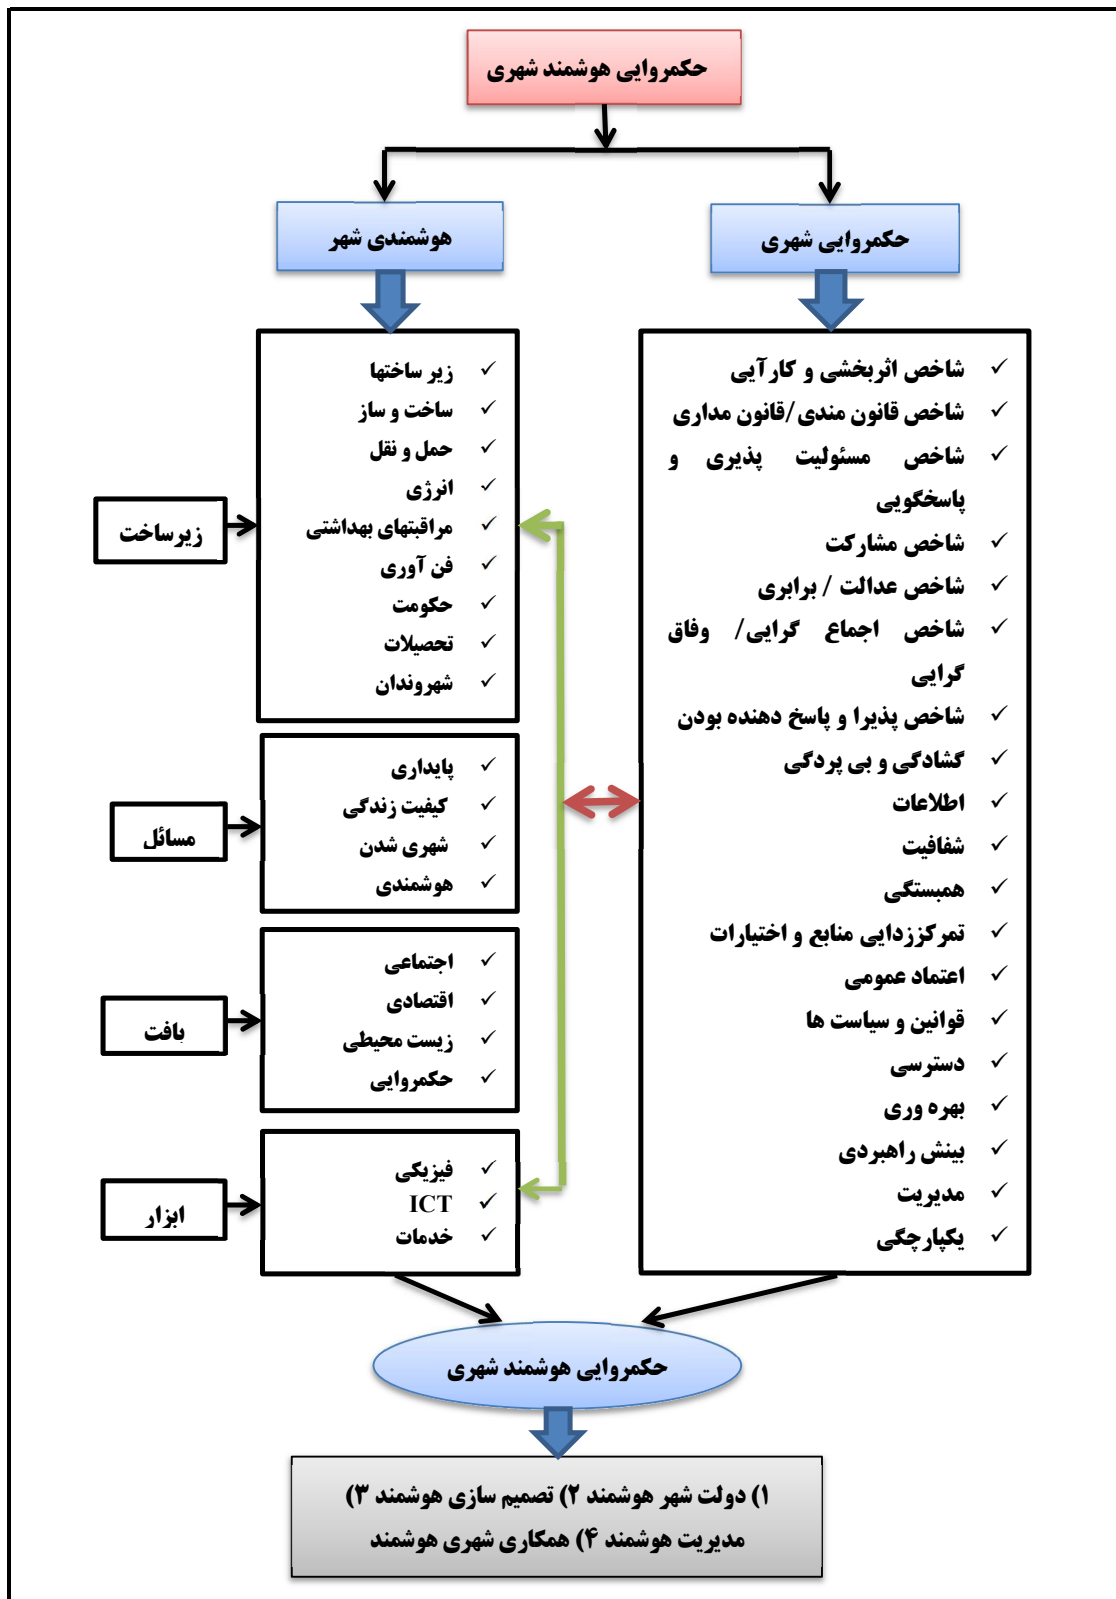 حکمروایی هوشمند شهری
حکمروایی شهری
هوشمندی شهر
شاخص اثربخشی و کارآیی
شاخص قانون مندی/قانون مداری
شاخص مسئولیت پذیری و
پاسخگویی
شاخص مشارکت
شاخص عدالت / برابری
شاخص اجماع گرایی/ وفاق
گرایی
شاخص پذیرا و پاسخ دهنده بودن
گشادگی و بی پردگی
اطلاعات
شفافیت
همبستگی
تمرکززدایی منابع و اختیارات
اعتماد عمومی
قوانین و سیاست ها
دسترسی
بهره وری
بینش راهبردی
مدیریت
یکپارچگی
زیر ساختها
ساخت و ساز
حمل و نقل
انرژی
مراقبتهای بهداشتی
فن آوری
حکومت
تحصیلات
شهروندان
زیرساخت
پایداری
کیفیت زندگی
شهری شدن
هوشمندی
مسائل
اجتماعی
اقتصادی
زیست محیطی
حکمروایی
بافت
فیزیکی
ICT
خدمات
ابزار
حکمروایی هوشمند شهری
۱) دولت شهر هوشمند ۲) تصمیم سازی هوشمند ۳)
مدیریت هوشمند ۴) همکاری شهری هوشمند